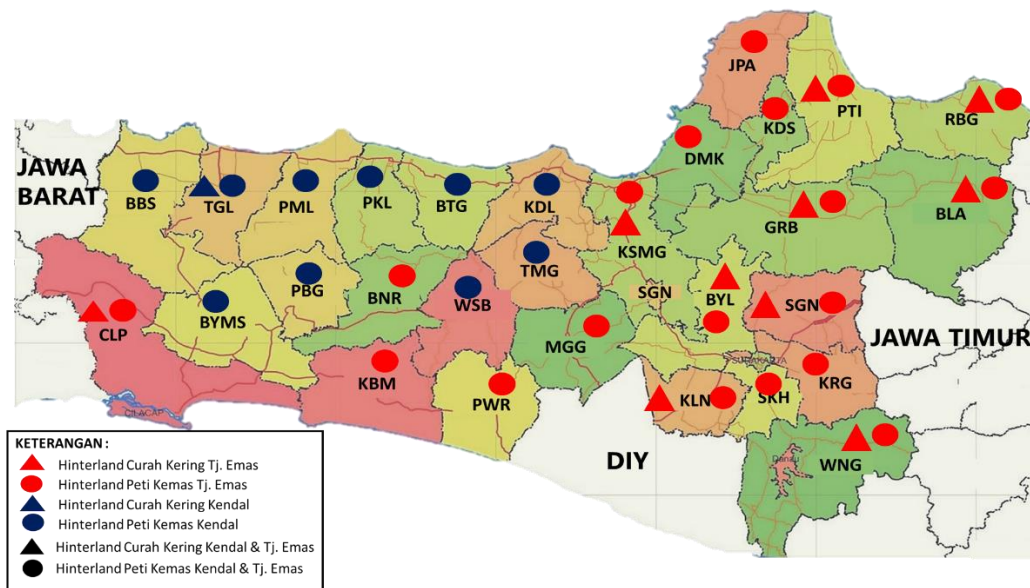 JPA
PTI
KDS
RBG
DMK
JAWA
BARAT
BBS
TGL
PML
PKL
BTG
KDL
KSMG
GRB
BLA
TMG
BNR
PBG
WSB
SGN
BYL
SGN
BYMS
CLP
MGG
JAWA TIMUR
SURAKARTA
KBM
PWR
KLN
SKH
KRG
CILACAP
DIY
WNG
KETERANGAN :
Hinterland Curah Kering Tj. Emas
Hinterland Peti Kemas Tj. Emas
Hinterland Curah Kering Kendal
Hinterland Peti Kemas Kendal
Hinterland Curah Kering Kendal & Tj. Emas
Hinterland Peti Kemas Kendal & Tj. Emas